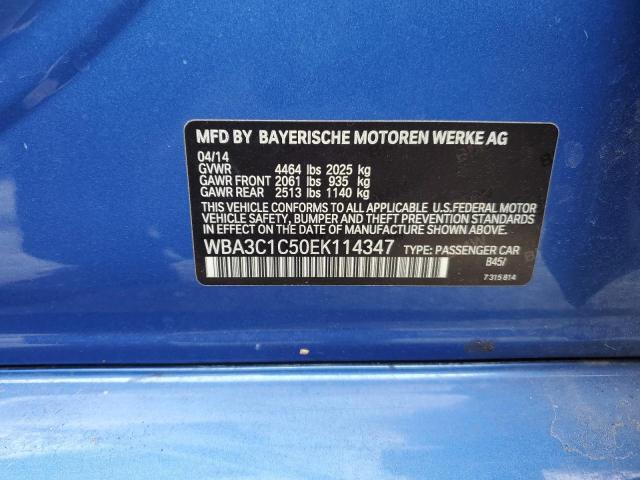 MFD BY BAYERISCHE MOTOREN WERKE AG
04/14
GVWR 4464 lbs 2025 kg
GAWR FRONT 2061 lbs 935 kg
GAWR REAR 2513 lbs 1140 kg
THIS VEHICLE CONFORMS TO ALL APPLICABLE U.S.FEDERAL MOTOR
VEHICLE SAFETY, BUMPER AND THEFT PREVENTION STANDARDS
IN EFFECT ON THE DATE OF MANUFACTURE SHOWN ABOVE.
WBA3C1C50EK114347 TYPE: PASSENGER CAR
B45/
7 315 814